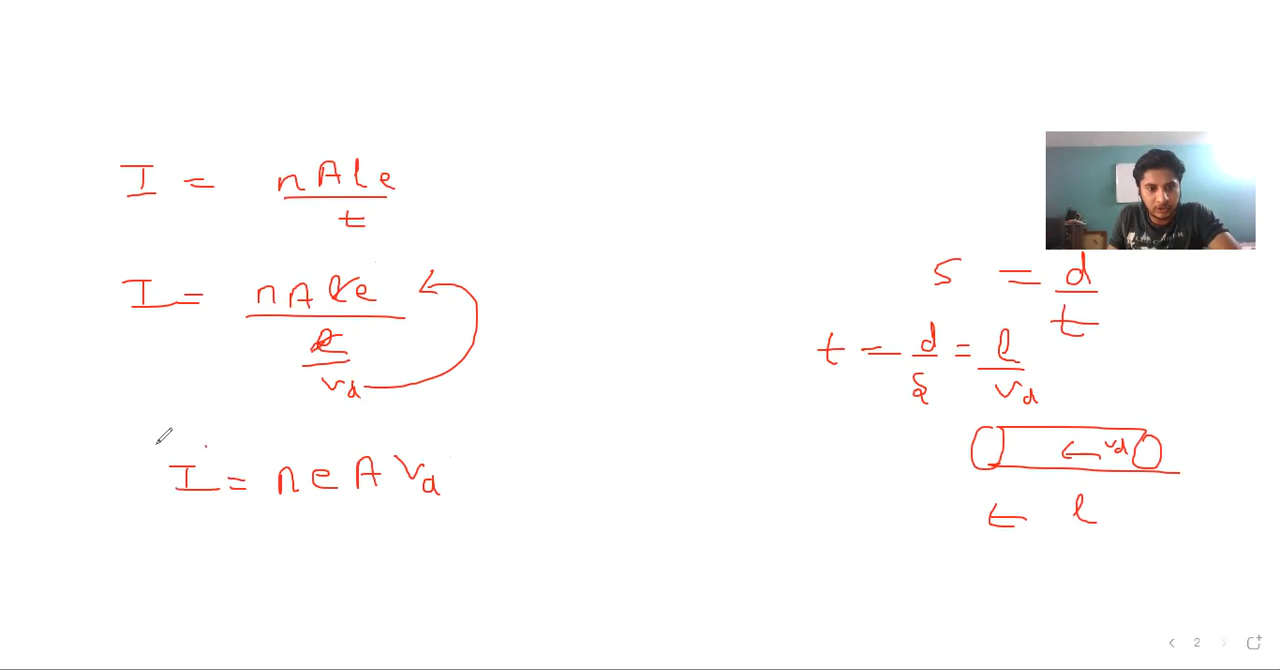 I = nAle
t
I = nAle
l
vd
I = neAvd
s = d
t
t = d = l
s vd
vd
t l
2